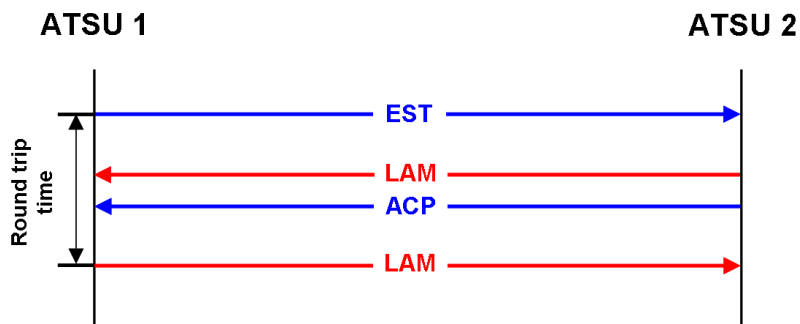 ATSU 1
ATSU 2
EST
LAM
ACP
LAM
Round trip
time